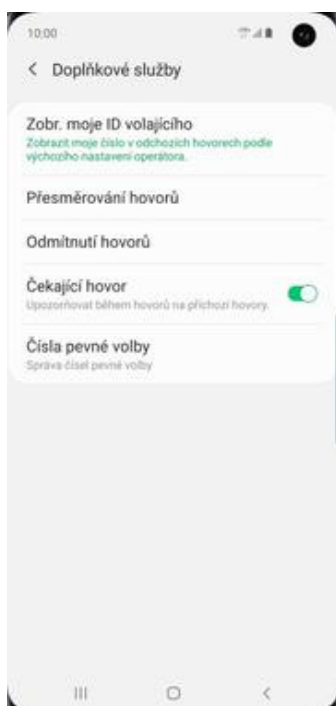 10:00
Doplňkové služby
Zobr. moje ID volajícího
Zobrazit moje číslo v odchozích hovorech podle
výchozího nastavení operátora.
Přesměrování hovorů
Odmítnutí hovorů
Čekající hovor
Upozorňovat během hovorů na příchozí hovory.
Čísla pevné volby
Správa čísel pevné volby